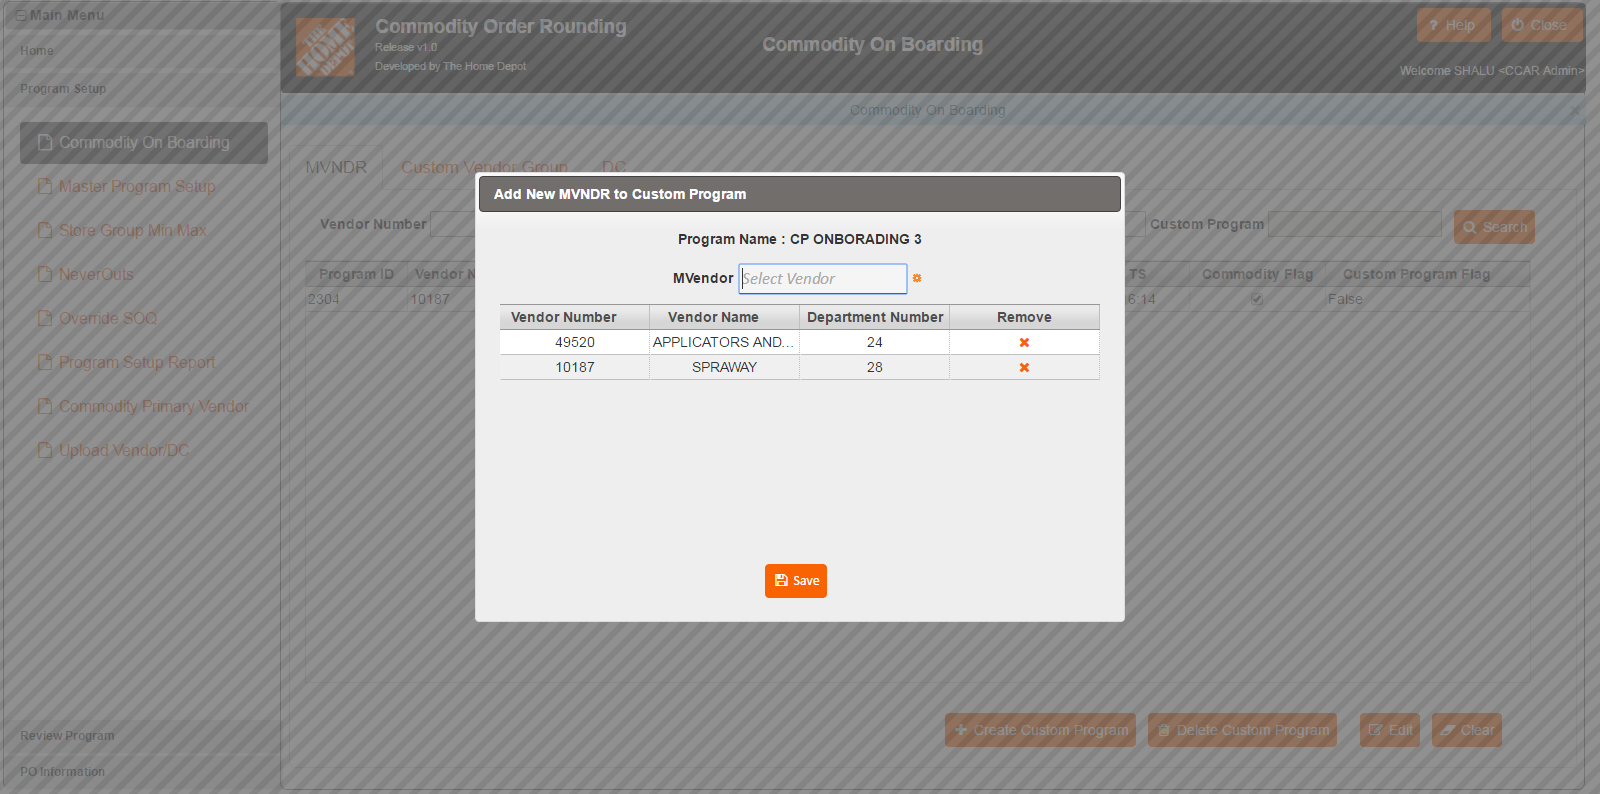 Main Menu
Home
Program Setup
Commodity On Boarding
Master Program Setup
Store Group Min Max
NeverOuts
Override SOQ
Program Setup Report
Commodity Primary Vendor
Upload Vendor/DC
Review Program
PO Information
THE HOME DEPOT
Commodity Order Rounding
Release v1.0
Developed by The Home Depot
Commodity On Boarding
Help
Close
Welcome SHALU <CCAR Admin>
Commodity On Boarding
MVNDR Custom Vendor Group DC
Vendor Number Custom Program Search
Program ID Vendor N TS Commodity Flag Custom Program Flag
2304 10187 6:14 False
Add New MVNDR to Custom Program
Program Name : CP ONBORADING 3
MVendor Select Vendor
Vendor Number Vendor Name Department Number Remove
49520 APPLICATORS AND... 24
10187 SPRAWAY 28
Save
Create Custom Program Delete Custom Program Edit Clear